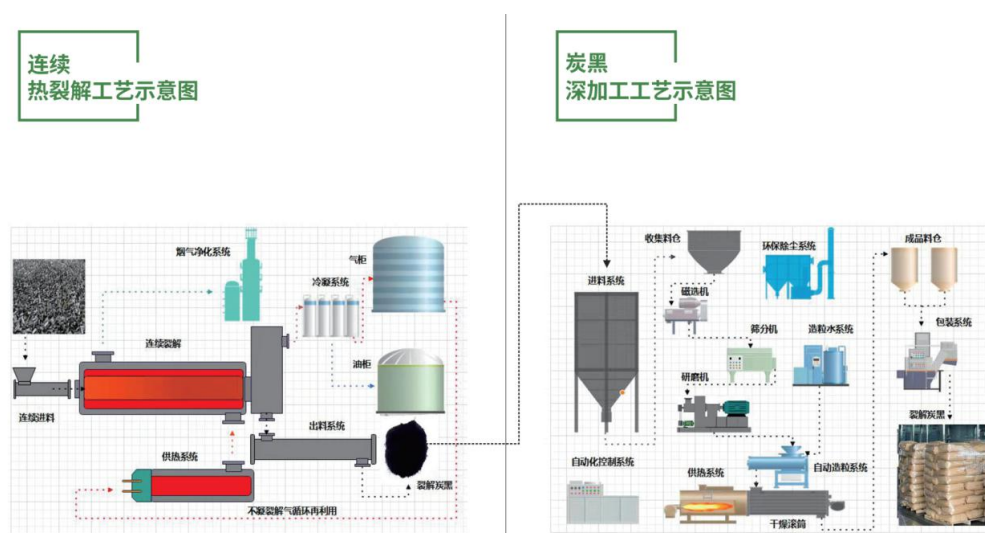 连续
热裂解工艺示意图
炭黑
深加工工艺示意图
烟气净化系统
冷凝系统
气柜
连续裂解
油柜
连续进料
出料系统
供热系统
裂解炭黑
不凝裂解气循环再利用
收集料仓
环保除尘系统
成品料仓
进料系统
磁选机
筛分机
造粒水系统
包装系统
研磨机
裂解炭黑
自动化控制系统
供热系统
自动造粒系统
干燥滚筒